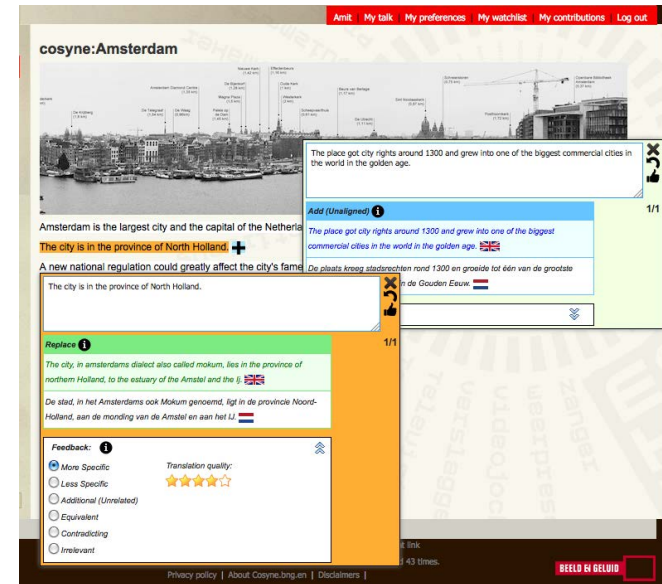 Amit My talk My preferences My watchlist My contributions Log out
cosyne:Amsterdam
Amsterdam is the largest city and the capital of the Netherla
The city is in the province of North Holland.
A new national regulation could greatly affect the city's fame
The place got city rights around 1300 and grew into one of the biggest commercial cities in
the world in the golden age.
1/1
Add (Unaligned)
The place got city rights around 1300 and grew into one of the biggest
commercial cities in the world in the golden age.
De plaats kreeg stadsrechten rond 1300 en groeide tot één van de grootste
n de Gouden Eeuw.
The city is in the province of North Holland.
1/1
Replace
The city, in amsterdams dialect also called mokum, lies in the province of
northern Holland, to the estuary of the Amstel and the Ij.
De stad, in het Amsterdams ook Mokum genoemd, ligt in de provincie Noord-
Holland, aan de monding van de Amstel en aan het IJ.
Feedback:
More Specific
Translation quality:
Less Specific
Additional (Unrelated)
Equivalent
Contradicting
Irrelevant
t link
d 43 times.
Privacy policy | About Cosyne.bng.en | Disclaimers |
BEELD EN GELUID